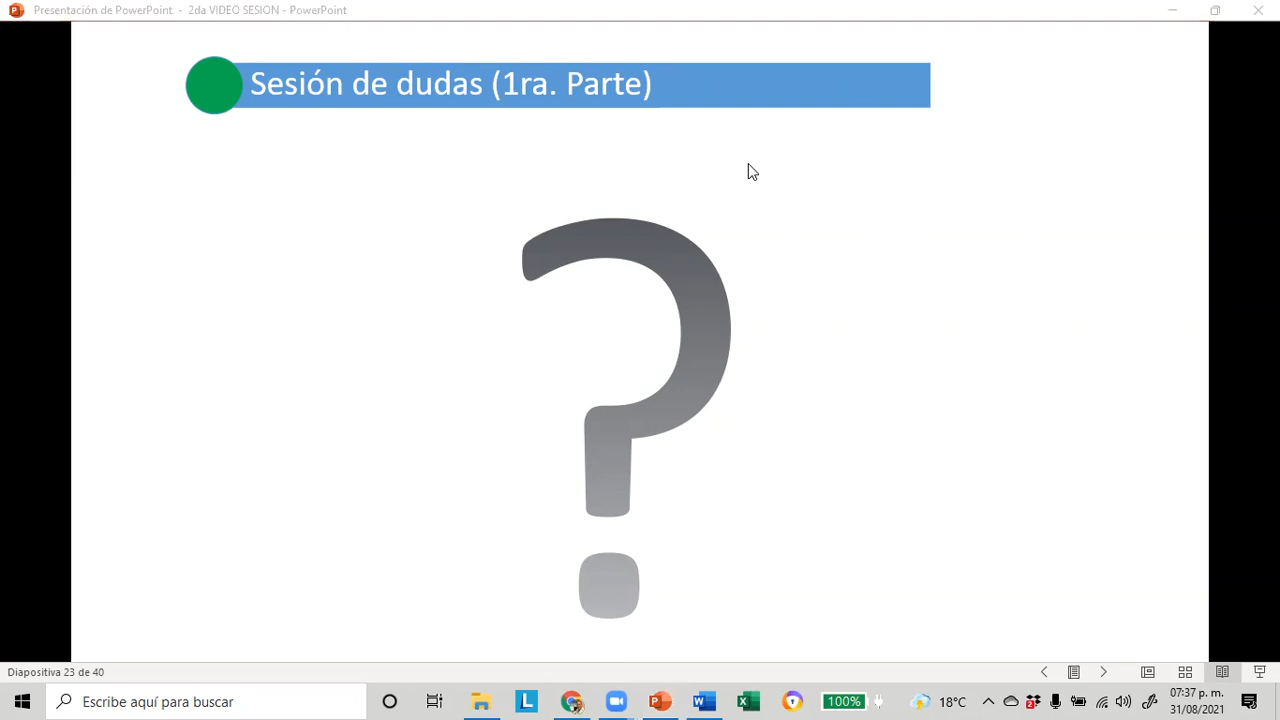 Presentación de PowerPoint - 2da VIDEO SESION - PowerPoint
Sesión de dudas (1ra. Parte)
?
Diapositiva 23 de 40
Escribe aquí para buscar
L
100%
18°C
2
07:37 p. m.
31/08/2021